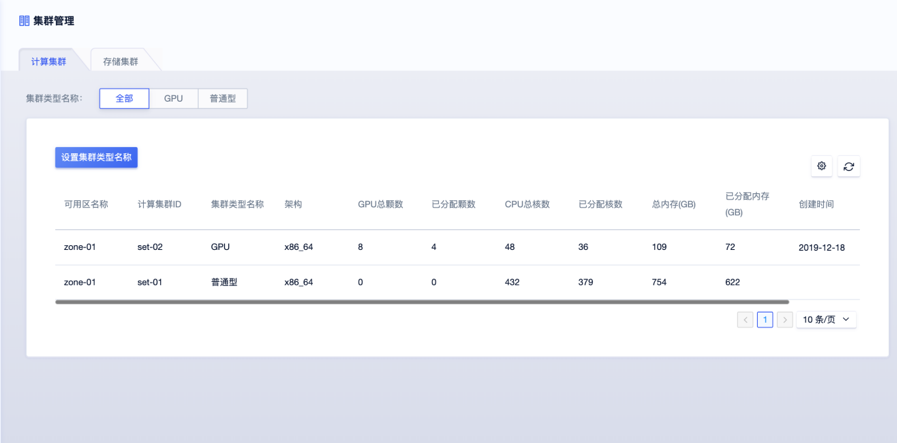 集群管理
计算集群 存储集群
集群类型名称: 全部 GPU 普通型
设置集群类型名称
可用区名称 计算集群ID 集群类型名称 架构 GPU总颗数 已分配颗数 CPU总核数 已分配核数 总内存(GB) 已分配内存(GB) 创建时间
zone-01 set-02 GPU x86_64 8 4 48 36 109 72 2019-12-18
zone-01 set-01 普通型 x86_64 0 0 432 379 754 622
1 10 条/页